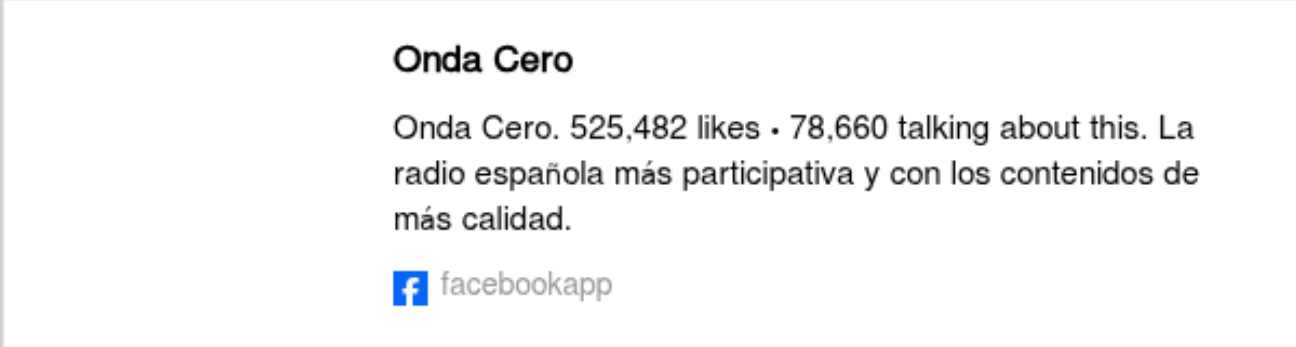 Onda Cero
Onda Cero. 525,482 likes • 78,660 talking about this. La
radio española más participativa y con los contenidos de
más calidad.
facebookapp